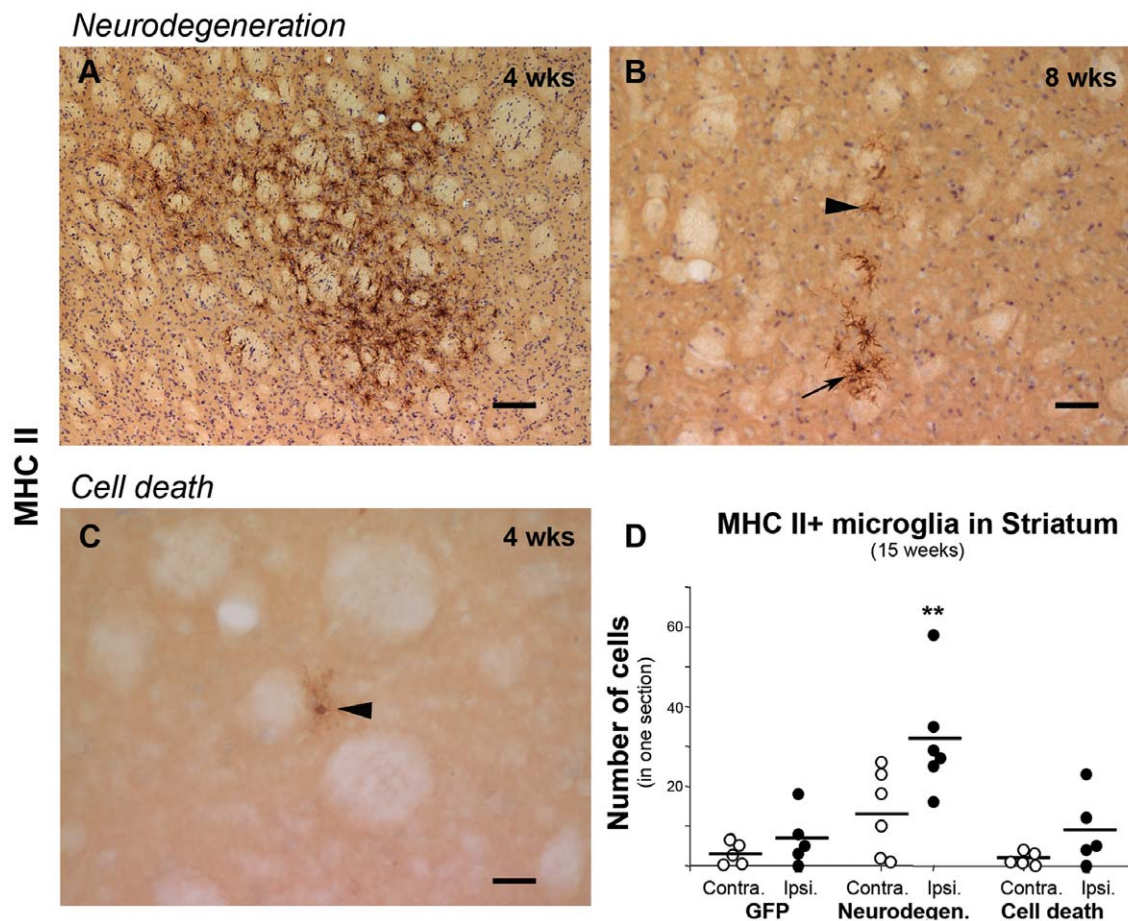 Neurodegeneration
A
4 wks
B
8 wks
MHC II
Cell death
C
4 wks
D
MHC II+ microglia in Striatum
(15 weeks)
Number of cells
(in one section)
60
40
20
**
Contra. Ipsi. Contra. Ipsi. Contra. Ipsi.
GFP Neurodegen. Cell death